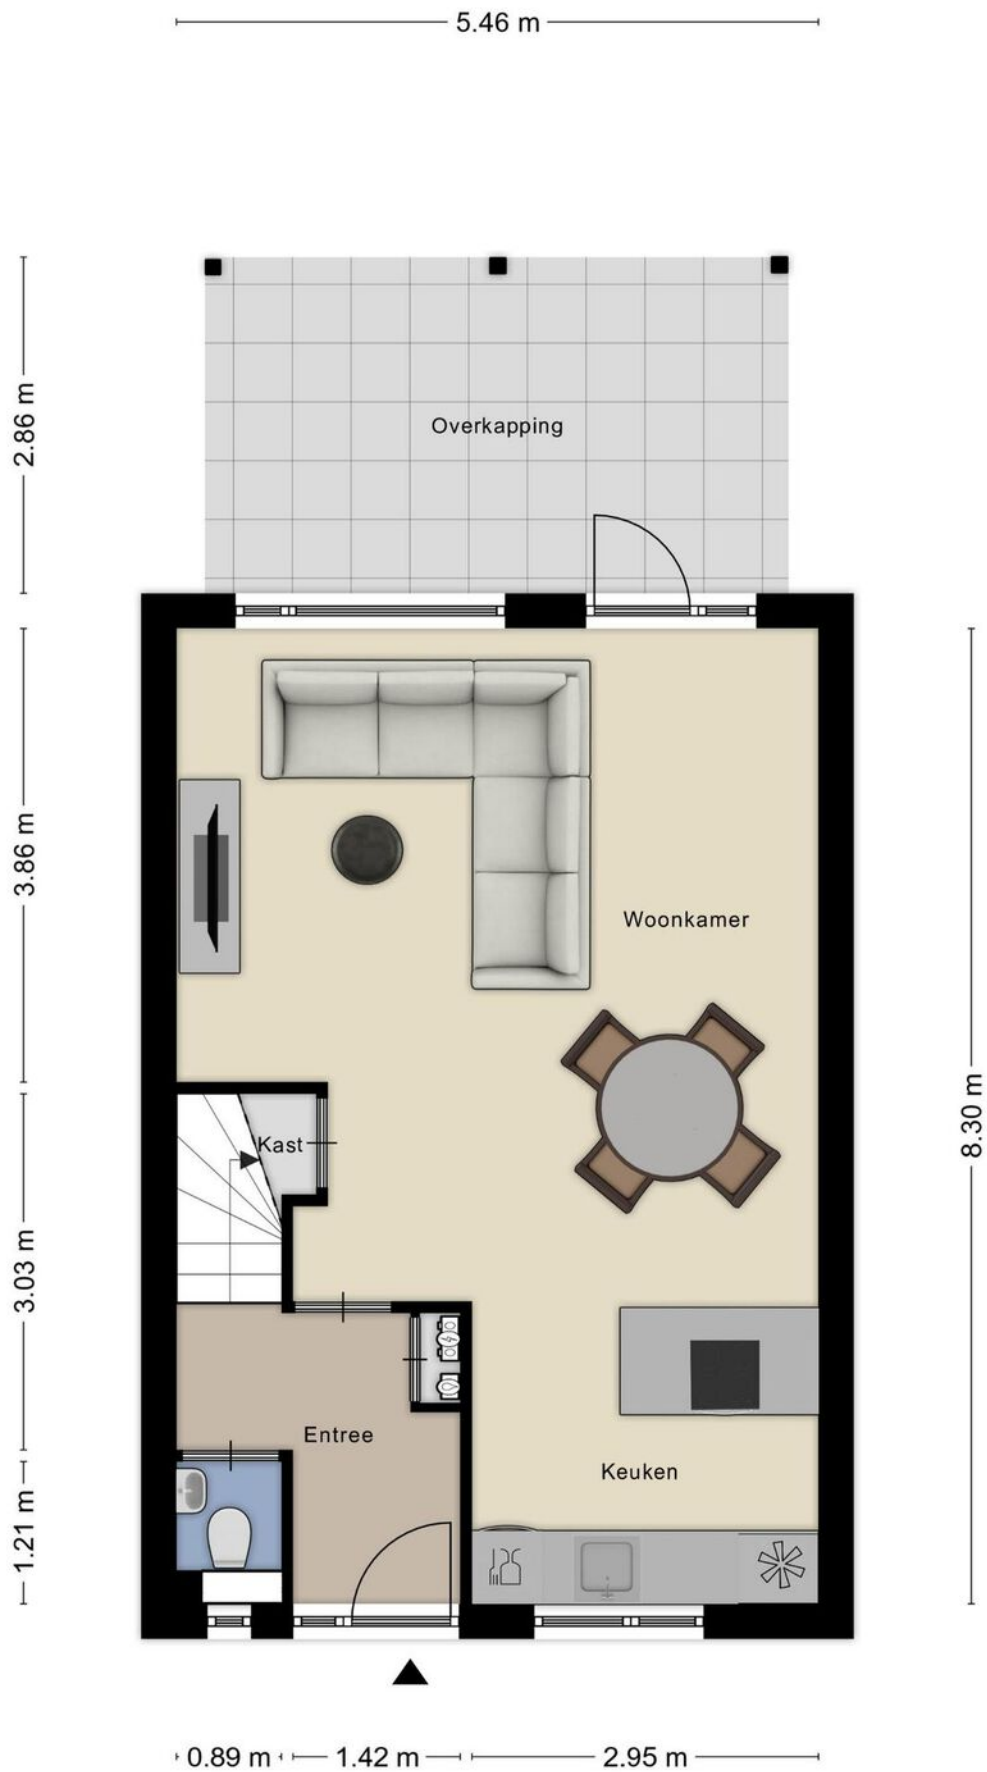 5.46 m
2.86 m
Overkapping
3.86 m
Woonkamer
8.30 m
Kast
3.03 m
Entree
Keuken
1.21 m
0.89 m
1.42 m
2.95 m